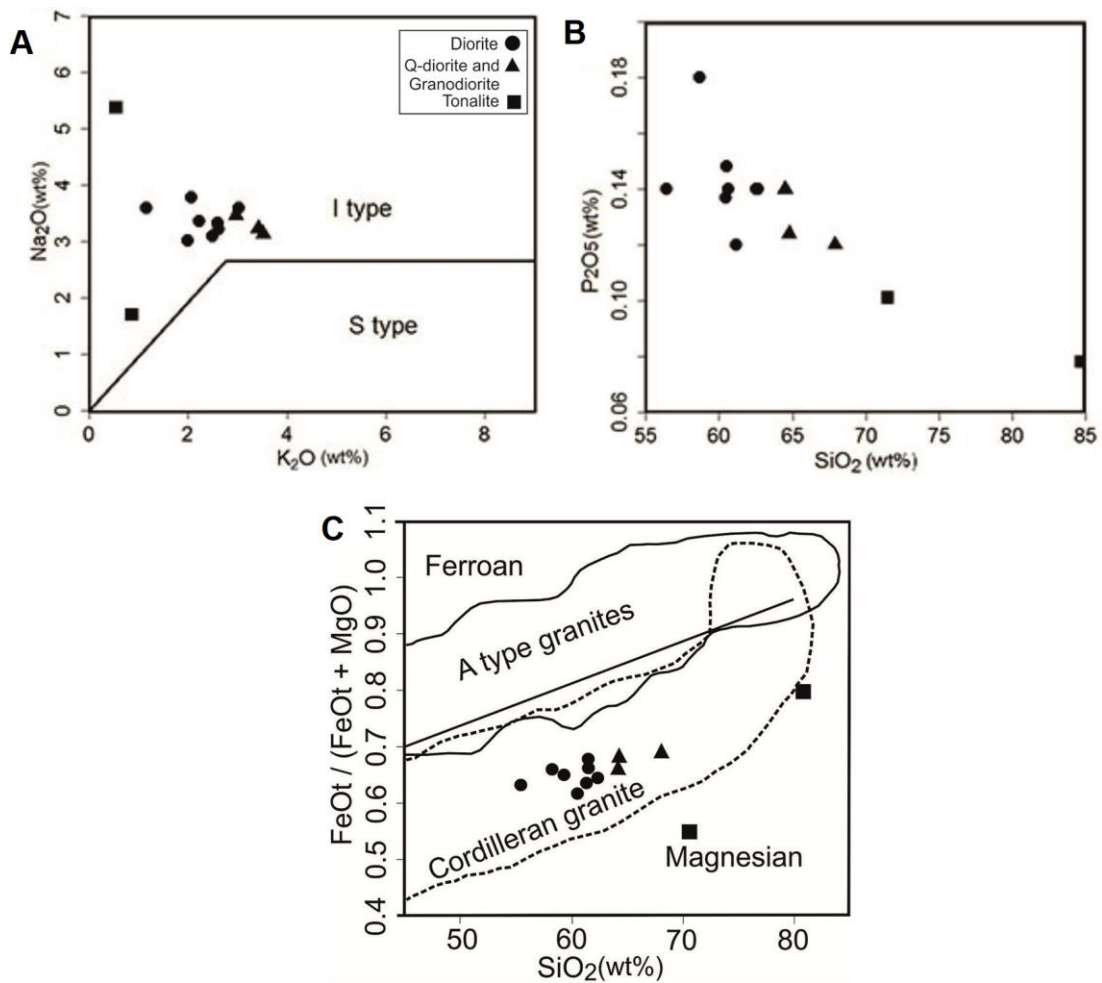 A
7
6
5
4
3
2
1
0
Na2O(wt%)
0 2 4 6 8
K2O (wt%)
Diorite
Q-diorite and
Granodiorite
Tonalite
I type
S type
B
0.18
0.14
0.10
0.06
P2O5(wt%)
55 60 65 70 75 80 85
SiO2(wt%)
C
1.1
1.0
0.9
0.8
0.7
0.6
0.5
0.4
FeOt / (FeOt + MgO)
Ferroan
A type granites
Cordilleran granite
Magnesian
50 60 70 80
SiO2(wt%)